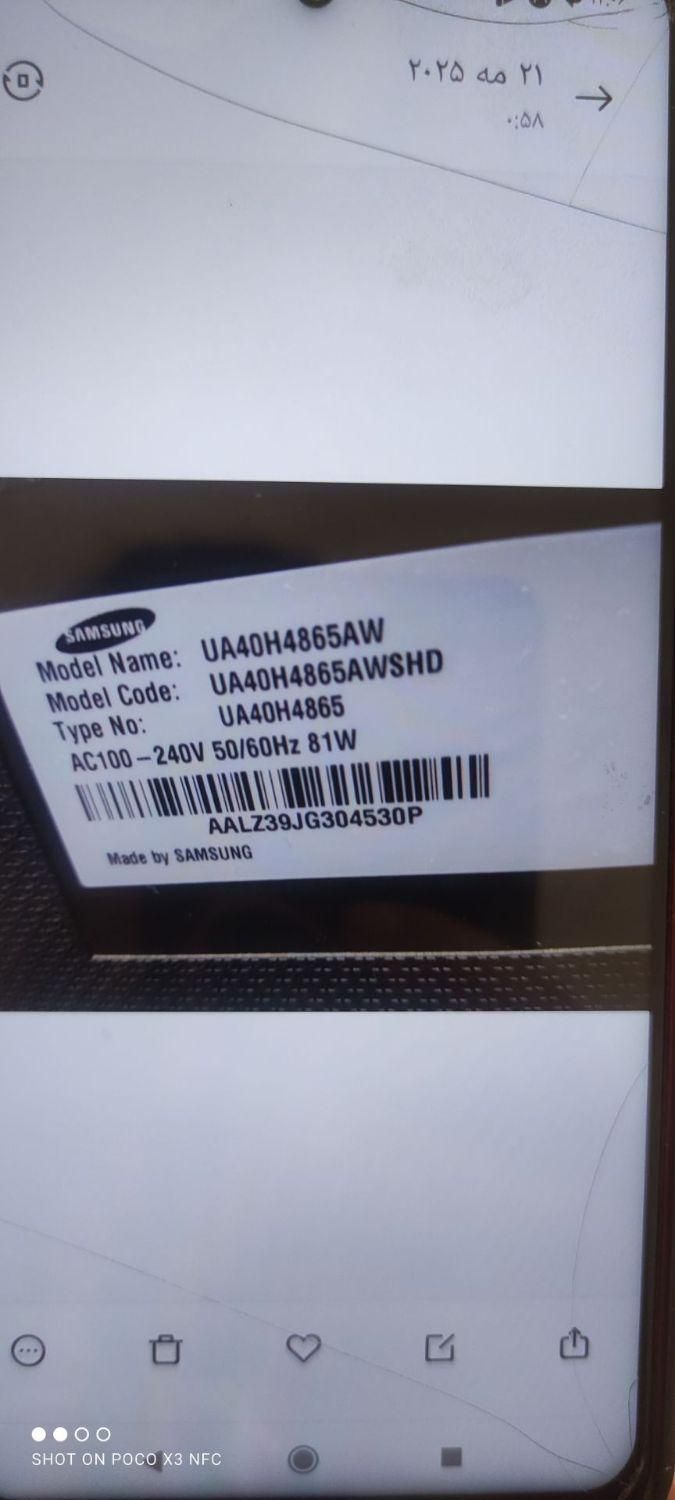 ۲۱ مه ۲۰۲۵
۰:۵۸
SAMSUNG
Model Name: UA40H4865AW
Model Code: UA40H4865AWSHD
Type No: UA40H4865
AC100-240V 50/60Hz 81W
AALZ39JG304530P
Made by SAMSUNG
SHOT ON POCO X3 NFC